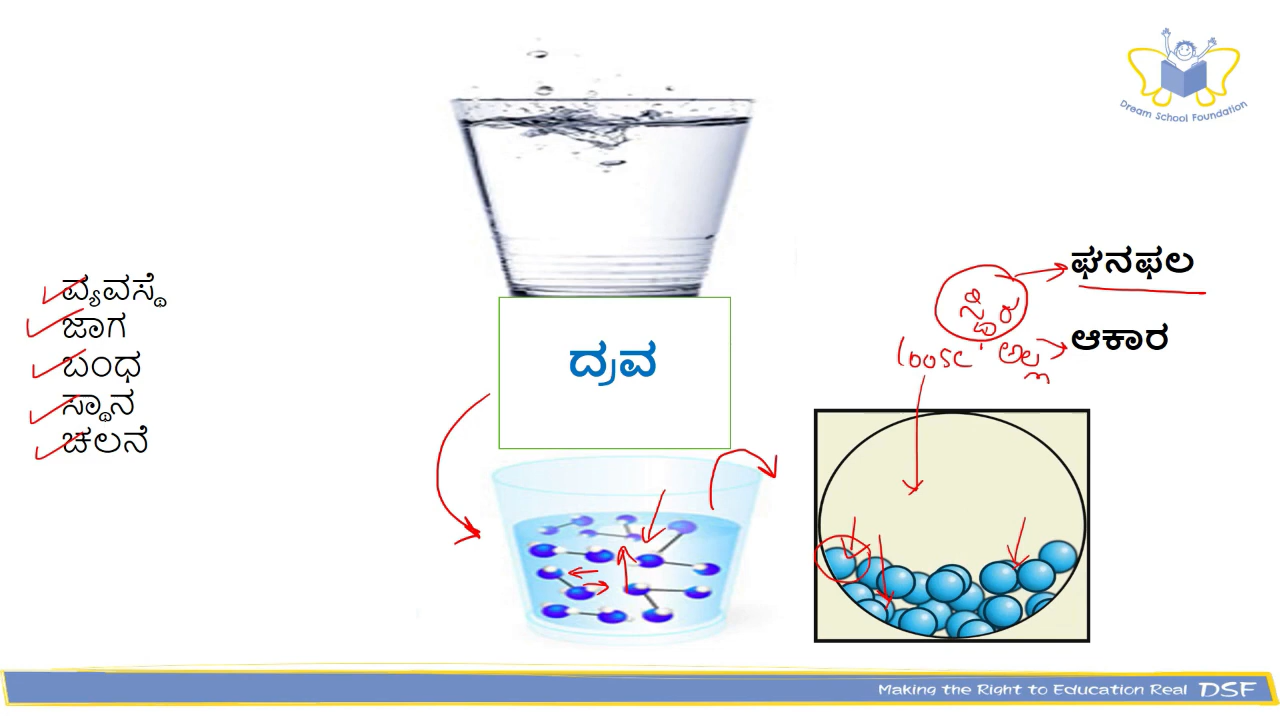 Dream School Foundation
ವ್ಯವಸ್ಥೆ
ಜಾಗ
ಬಂಧ
ಸ್ಥಾನ
ಚಲನೆ
ದ್ರವ
ಘನಫಲ
ಸ್ಥಿರ
ಆಕಾರ
loose ಅಲ್ಲ
Making the Right to Education Real DSF